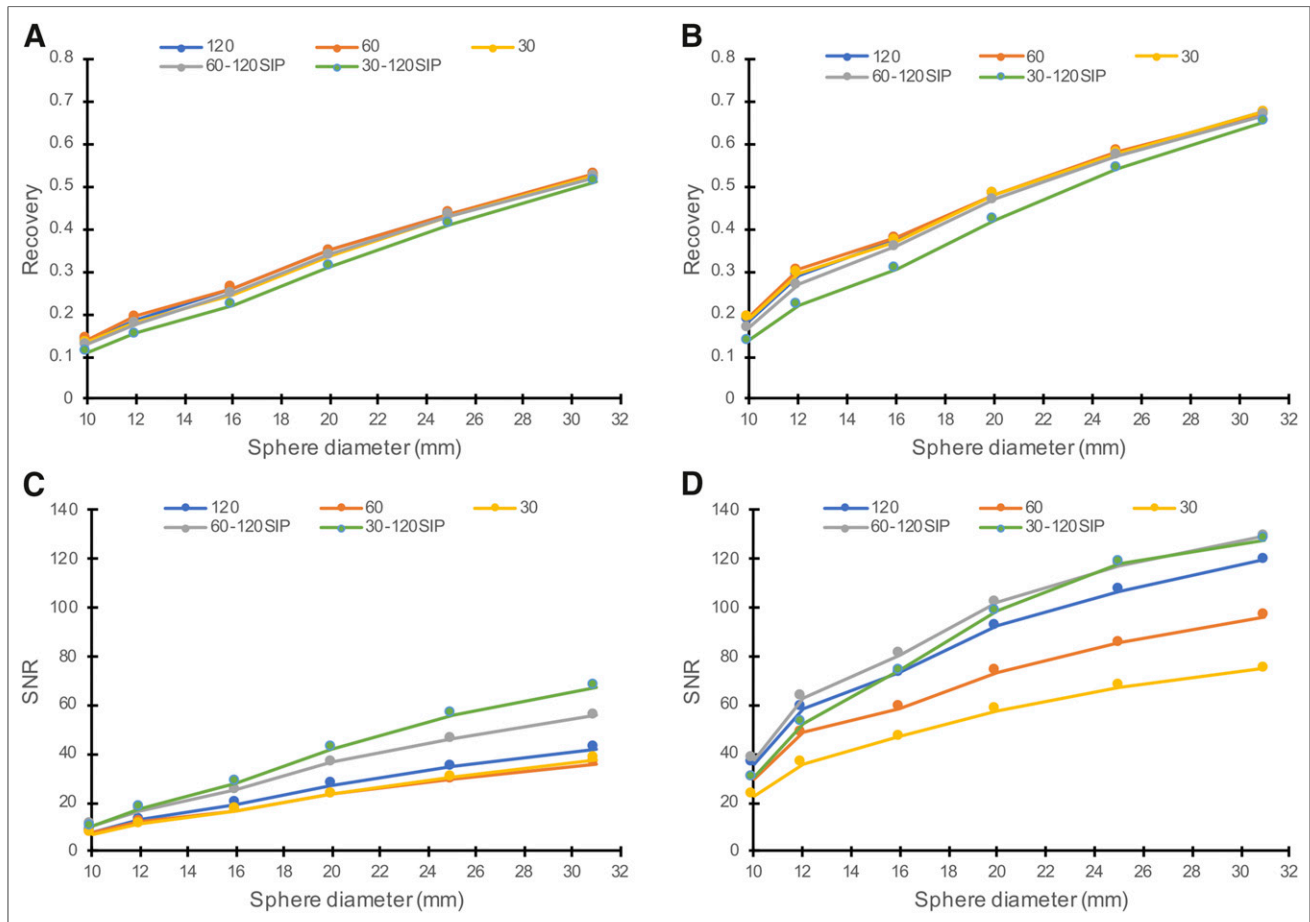 A
120 60 30
60-120SIP 30-120SIP
0.8
0.7
0.6
0.5
0.4
0.3
0.2
0.1
0
Recovery
10 12 14 16 18 20 22 24 26 28 30 32
Sphere diameter (mm)
B
120 60 30
60-120SIP 30-120SIP
0.8
0.7
0.6
0.5
0.4
0.3
0.2
0.1
0
Recovery
10 12 14 16 18 20 22 24 26 28 30 32
Sphere diameter (mm)
C
120 60 30
60-120SIP 30-120SIP
140
120
100
80
60
40
20
0
SNR
10 12 14 16 18 20 22 24 26 28 30 32
Sphere diameter (mm)
D
120 60 30
60-120SIP 30-120SIP
140
120
100
80
60
40
20
0
SNR
10 12 14 16 18 20 22 24 26 28 30 32
Sphere diameter (mm)